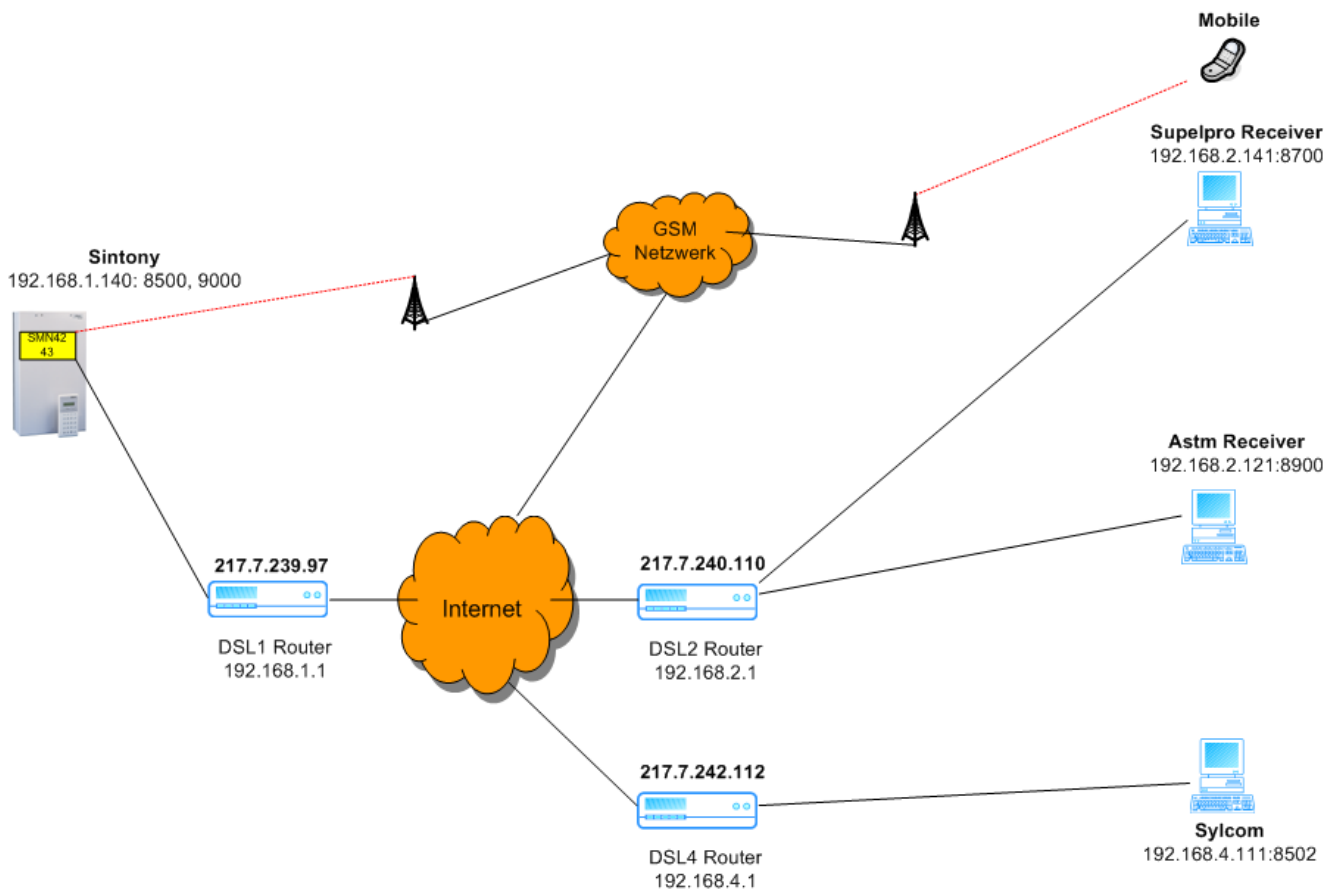 Mobile
Supelpro Receiver
192.168.2.141:8700
GSM
Netzwerk
Sintony
192.168.1.140: 8500, 9000
SMN42
43
Astm Receiver
192.168.2.121:8900
217.7.239.97
DSL1 Router
192.168.1.1
Internet
217.7.240.110
DSL2 Router
192.168.2.1
217.7.242.112
DSL4 Router
192.168.4.1
Sylcom
192.168.4.111:8502